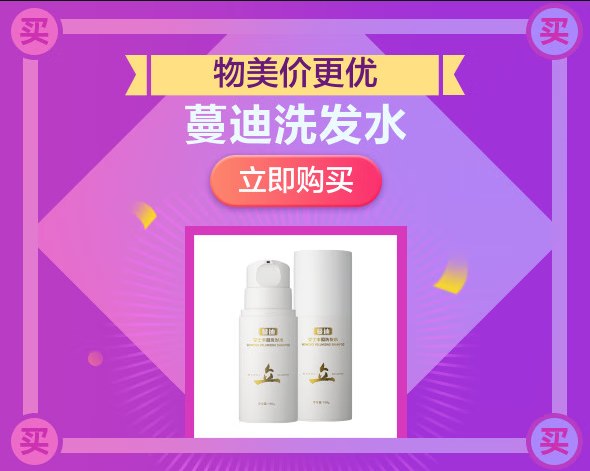 买 买
物美价更优
蔓迪洗发水
立即购买
蔓迪 蔓迪
买 买